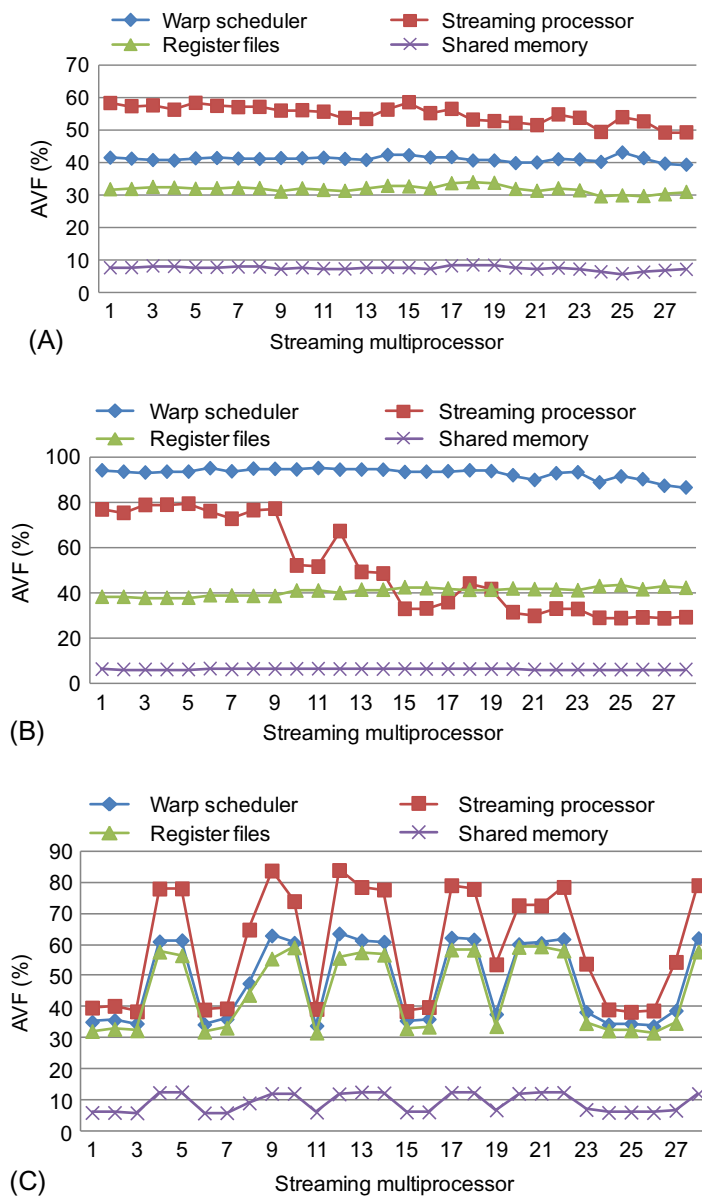 Warp scheduler Streaming processor
Register files Shared memory
70
60
50
40
30
20
10
0
AVF (%)
1 3 5 7 9 11 13 15 17 19 21 23 25 27
(A)
Streaming multiprocessor
Warp scheduler Streaming processor
Register files Shared memory
100
80
60
40
20
0
AVF (%)
1 3 5 7 9 11 13 15 17 19 21 23 25 27
(B)
Streaming multiprocessor
Warp scheduler Streaming processor
Register files Shared memory
90
80
70
60
50
40
30
20
10
0
AVF (%)
1 3 5 7 9 11 13 15 17 19 21 23 25 27
(C)
Streaming multiprocessor